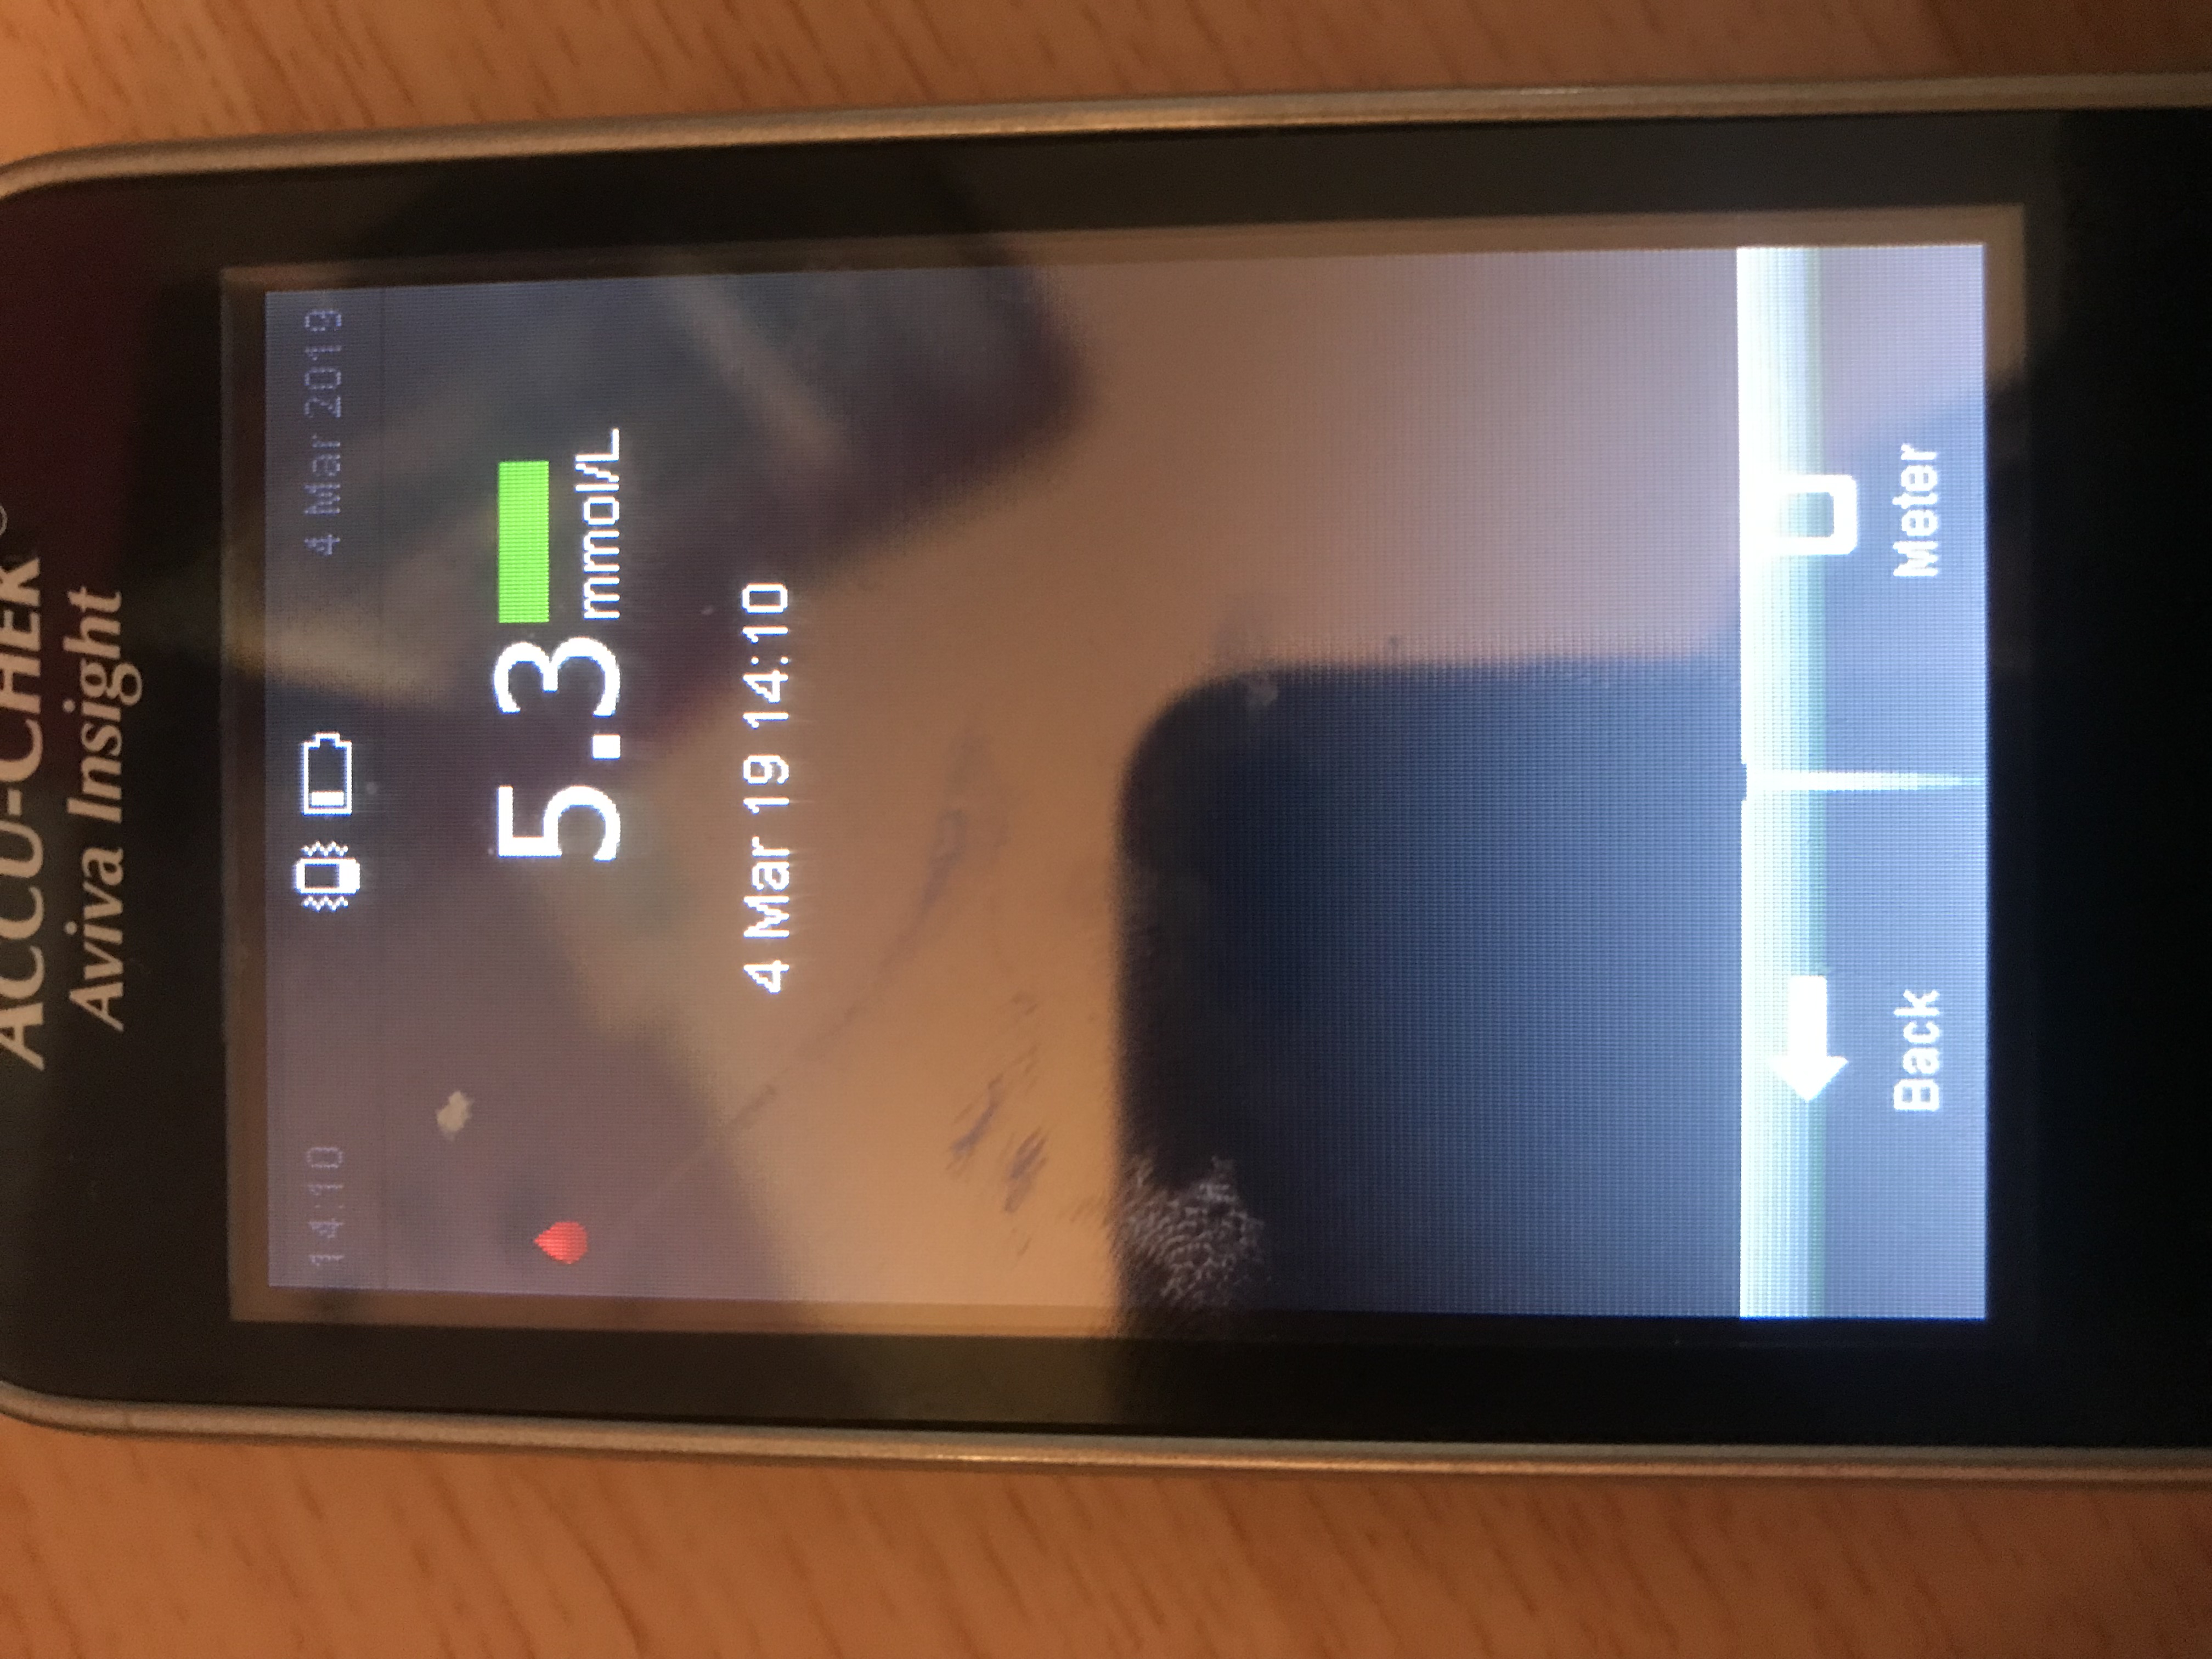 ACCU-CHEK
Aviva Insight
14:10 4 Mar 2019
5.3 mmol/L
4 Mar 19 14:10
Back Meter